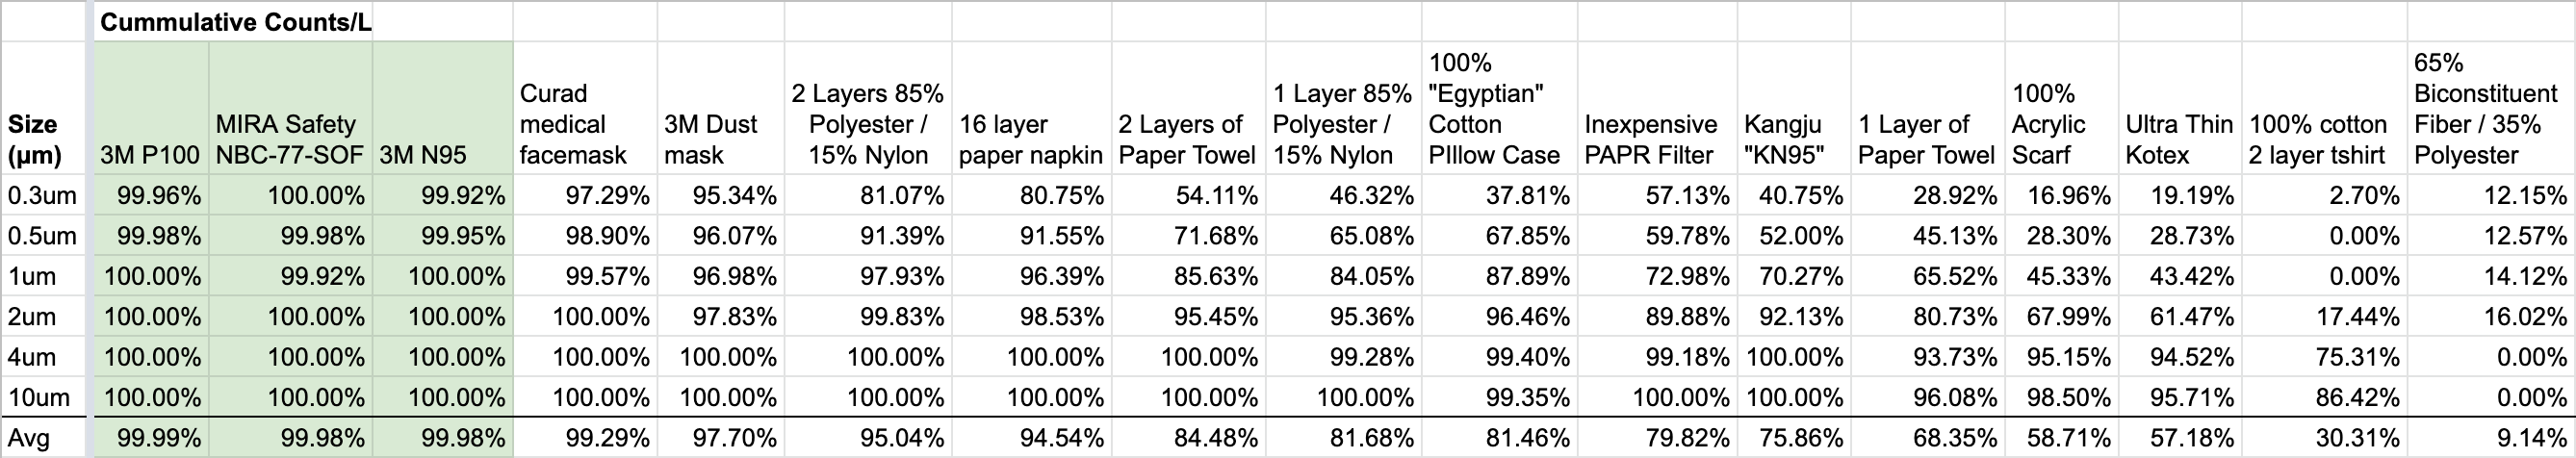 Cummulative Counts/L
Size (µm) 3M P100 MIRA Safety NBC-77-SOF 3M N95 Curad medical facemask 3M Dust mask 2 Layers 85% Polyester / 15% Nylon 16 layer paper napkin 2 Layers of Paper Towel 1 Layer 85% Polyester / 15% Nylon 100% "Egyptian" Cotton PIllow Case Inexpensive PAPR Filter Kangju "KN95" 1 Layer of Paper Towel 100% Acrylic Scarf Ultra Thin Kotex 100% cotton 2 layer tshirt 65% Biconstituent Fiber / 35% Polyester
0.3um 99.96% 100.00% 99.92% 97.29% 95.34% 81.07% 80.75% 54.11% 46.32% 37.81% 57.13% 40.75% 28.92% 16.96% 19.19% 2.70% 12.15%
0.5um 99.98% 99.98% 99.95% 98.90% 96.07% 91.39% 91.55% 71.68% 65.08% 67.85% 59.78% 52.00% 45.13% 28.30% 28.73% 0.00% 12.57%
1um 100.00% 99.92% 100.00% 99.57% 96.98% 97.93% 96.39% 85.63% 84.05% 87.89% 72.98% 70.27% 65.52% 45.33% 43.42% 0.00% 14.12%
2um 100.00% 100.00% 100.00% 100.00% 97.83% 99.83% 98.53% 95.45% 95.36% 96.46% 89.88% 92.13% 80.73% 67.99% 61.47% 17.44% 16.02%
4um 100.00% 100.00% 100.00% 100.00% 100.00% 100.00% 100.00% 100.00% 99.28% 99.40% 99.18% 100.00% 93.73% 95.15% 94.52% 75.31% 0.00%
10um 100.00% 100.00% 100.00% 100.00% 100.00% 100.00% 100.00% 100.00% 100.00% 99.35% 100.00% 100.00% 96.08% 98.50% 95.71% 86.42% 0.00%
Avg 99.99% 99.98% 99.98% 99.29% 97.70% 95.04% 94.54% 84.48% 81.68% 81.46% 79.82% 75.86% 68.35% 58.71% 57.18% 30.31% 9.14%